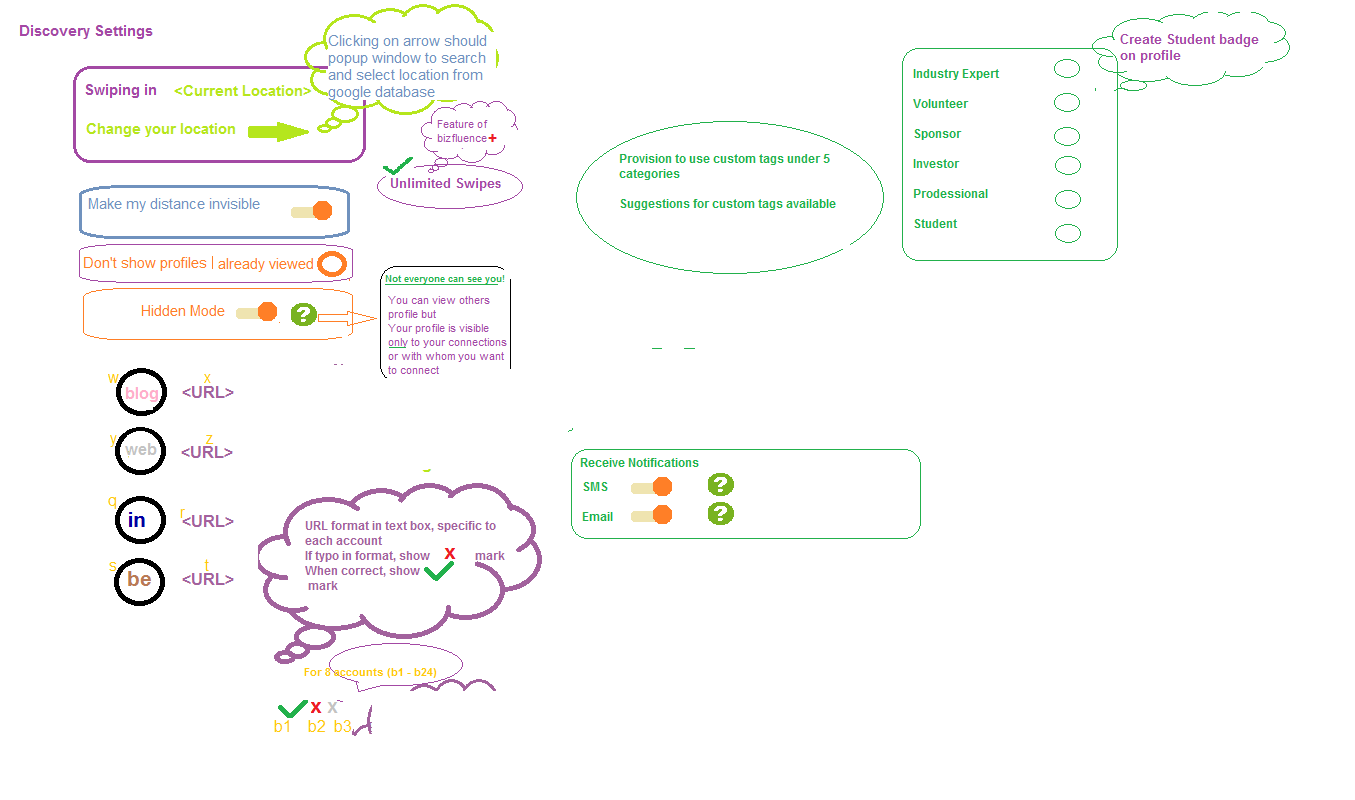 Discovery Settings
Swiping in <Current Location>
Change your location
Clicking on arrow should
popup window to search
and select location from
google database
Feature of
bizfluence+
Unlimited Swipes
Make my distance invisible
Don't show profiles I already viewed
Hidden Mode ?
Not everyone can see you!
You can view others
profile but
Your profile is visible
only to your connections
or with whom you want
to connect
w x
blog <URL>
y z
web <URL>
q r
in <URL>
s t
be <URL>
URL format in text box, specific to
each account
If typo in format, show x mark
When correct, show
mark
For 8 accounts (b1 - b24)
x x
b1 b2 b3
Provision to use custom tags under 5
categories
Suggestions for custom tags available
Receive Notifications
SMS ?
Email ?
Industry Expert
Volunteer
Sponsor
Investor
Prodessional
Student
Create Student badge
on profile